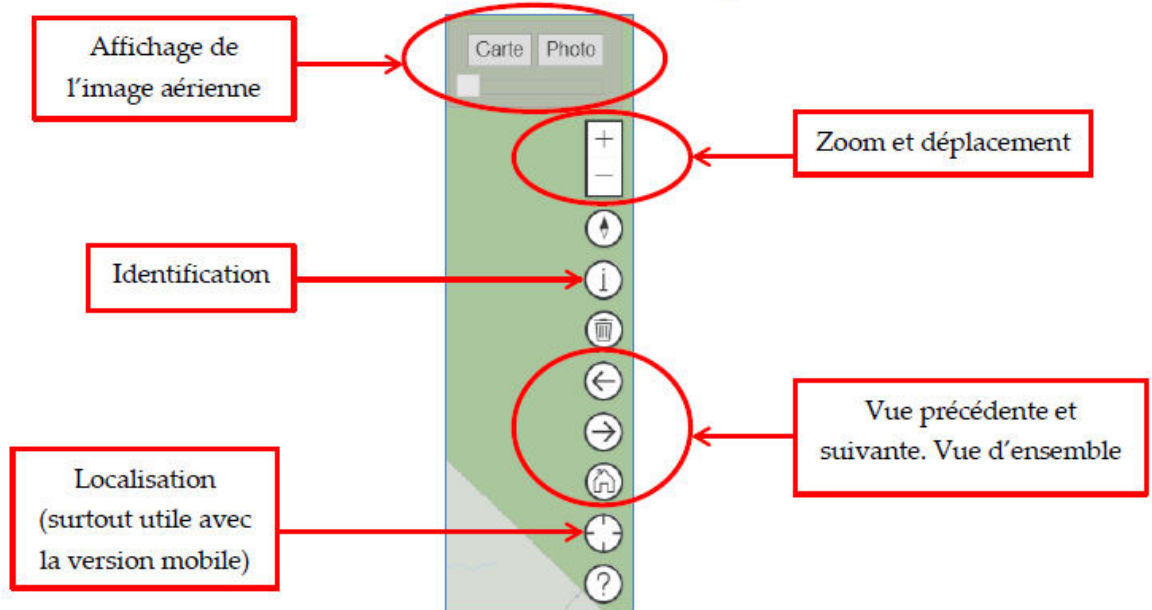 Affichage de
l'image aérienne
Carte Photo
+
−
Zoom et déplacement
Identification
i
Vue précédente et
suivante. Vue d'ensemble
Localisation
(surtout utile avec
la version mobile)
?